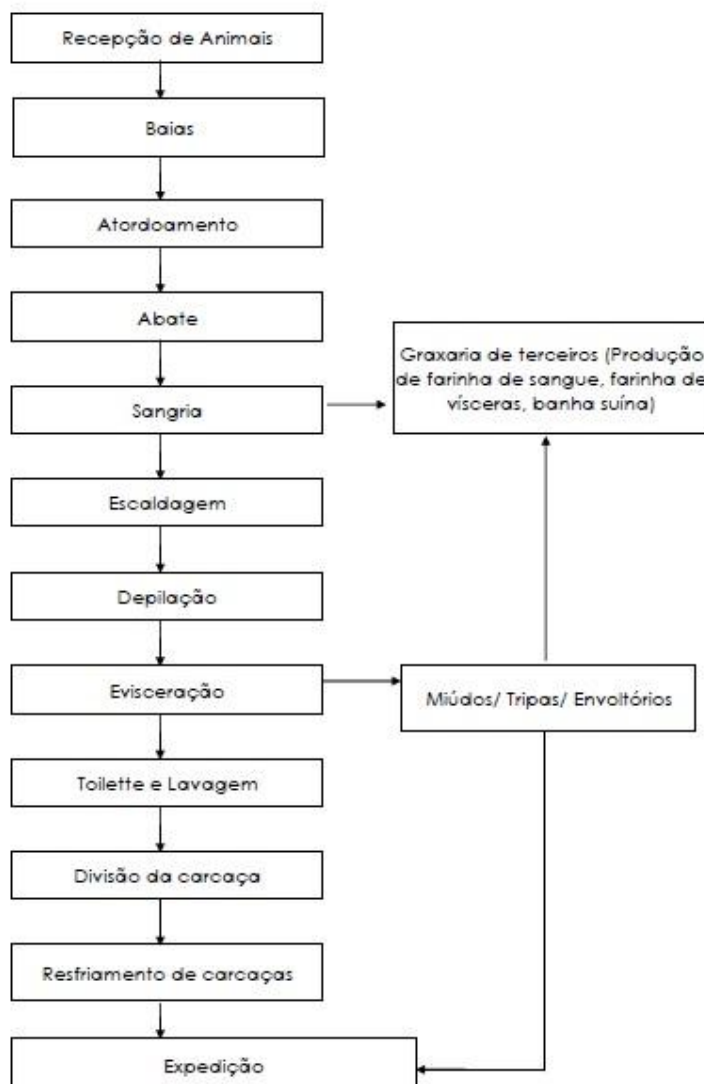 Recepção de Animais
Baias
Atordoamento
Abate
Graxaria de terceiros (Produção
de farinha de sangue, farinha de
vísceras, banha suína)
Sangria
Escaldagem
Depilação
Evisceração
Miúdos/ Tripas/ Envoltórios
Toilette e Lavagem
Divisão da carcaça
Resfriamento de carcaças
Expedição